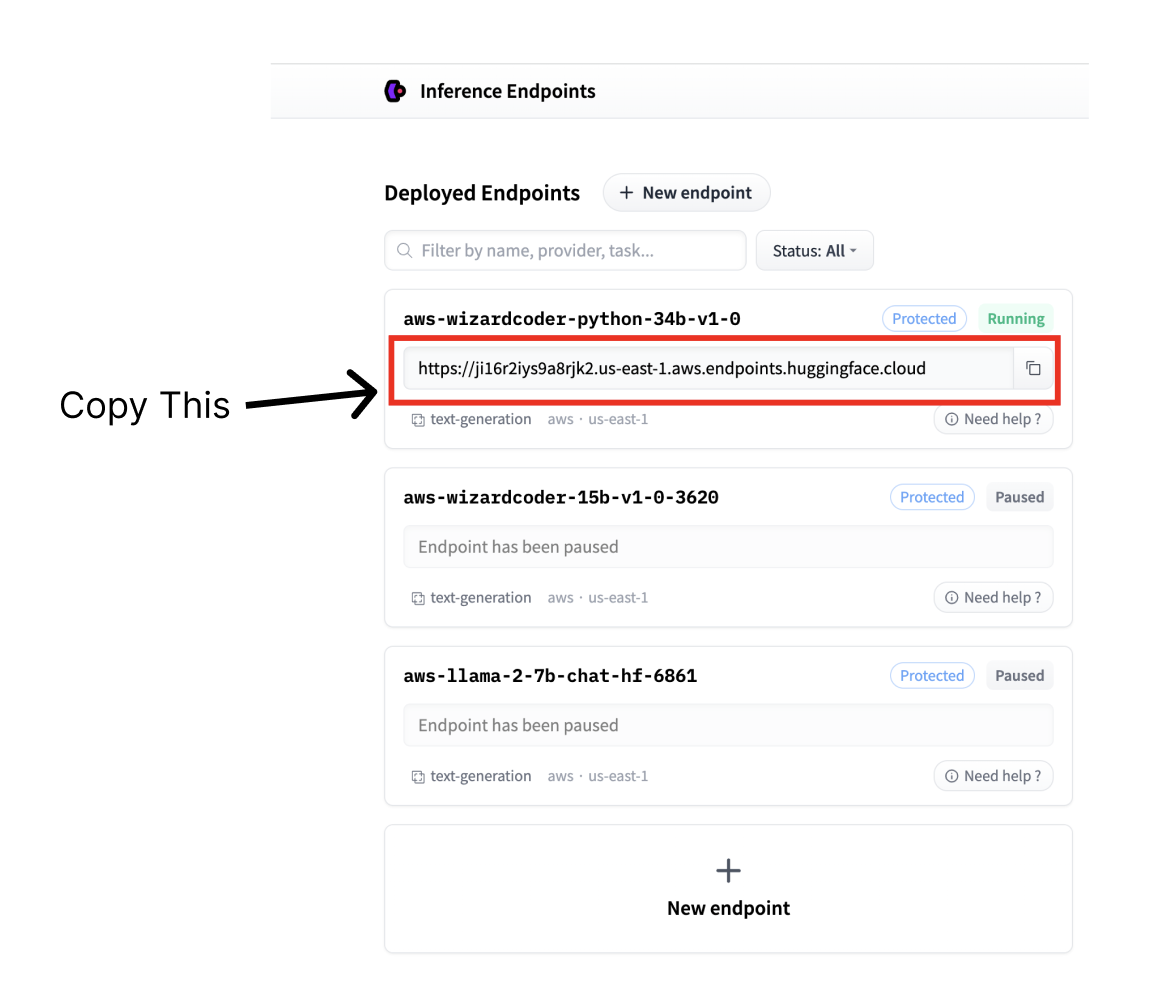 Inference Endpoints
Deployed Endpoints
New endpoint
Filter by name, provider, task...
Status: All
aws-wizardcoder-python-34b-v1-0
Protected
Running
https://ji16r2iys9a8rjk2.us-east-1.aws.endpoints.huggingface.cloud
Copy This
text-generation aws · us-east-1
Need help ?
aws-wizardcoder-15b-v1-0-3620
Protected
Paused
Endpoint has been paused
text-generation aws · us-east-1
Need help ?
aws-llama-2-7b-chat-hf-6861
Protected
Paused
Endpoint has been paused
text-generation aws · us-east-1
Need help ?
New endpoint